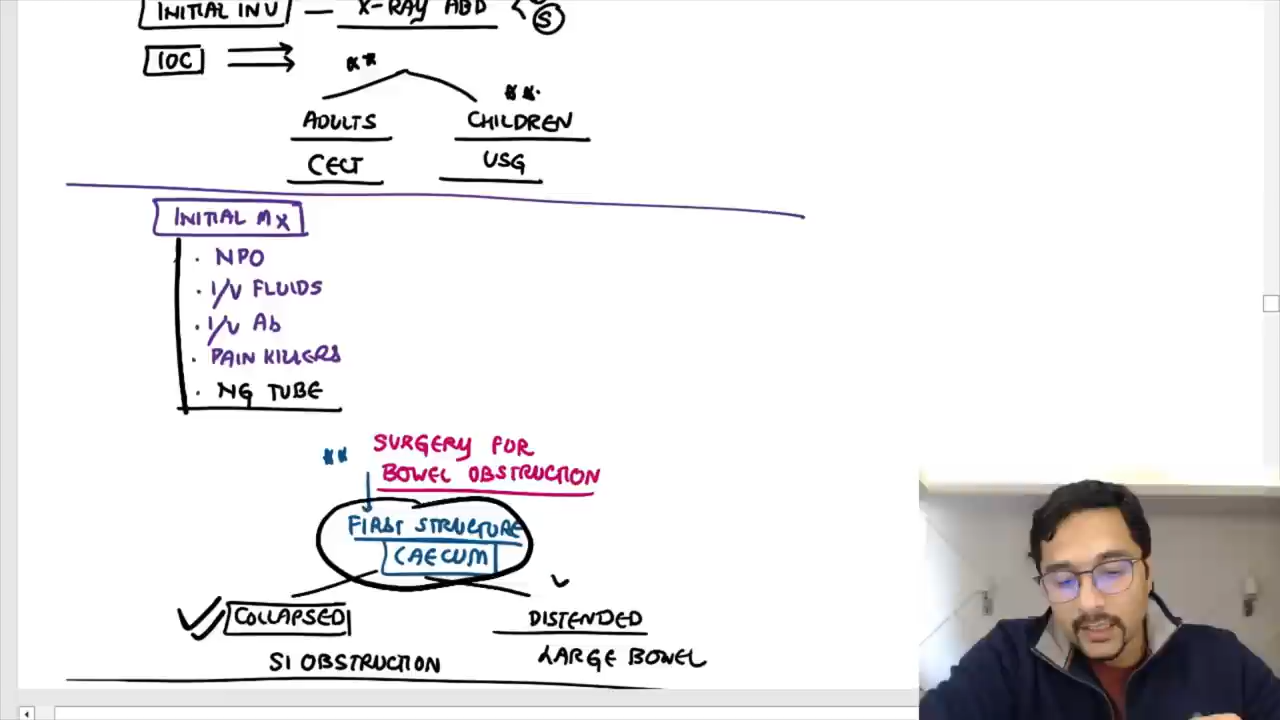 INITIAL INV — X-RAY ABD < S
IOC ⇒ **
**
ADULTS CHILDREN
CECT USG
INITIAL MX
· NPO
· I/V FLUIDS
· I/V Ab
· PAIN KILLERS
· NG TUBE
** SURGERY FOR
BOWEL OBSTRUCTION
FIRST STRUCTURE
CAECUM
COLLAPSED DISTENDED
SI OBSTRUCTION LARGE BOWEL